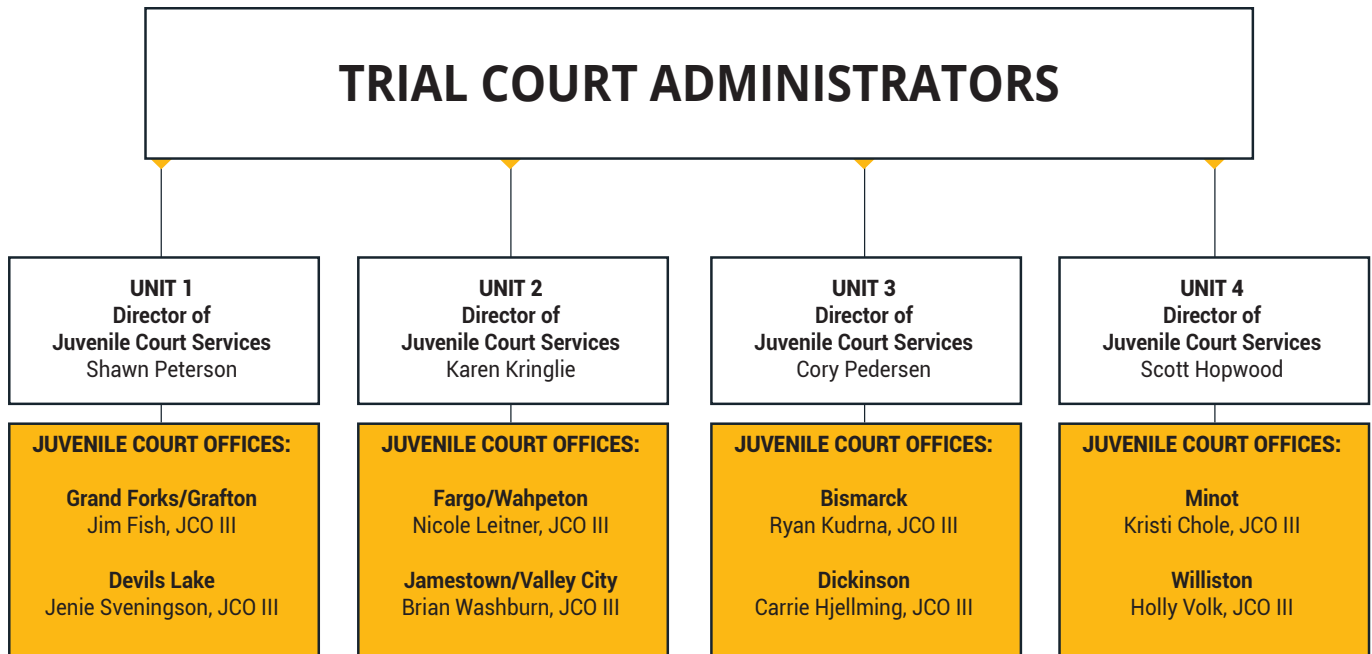 TRIAL COURT ADMINISTRATORS
UNIT 1
Director of
Juvenile Court Services
Shawn Peterson
JUVENILE COURT OFFICES:
Grand Forks/Grafton
Jim Fish, JCO III
Devils Lake
Jenie Sveningson, JCO III
UNIT 2
Director of
Juvenile Court Services
Karen Kringlie
JUVENILE COURT OFFICES:
Fargo/Wahpeton
Nicole Leitner, JCO III
Jamestown/Valley City
Brian Washburn, JCO III
UNIT 3
Director of
Juvenile Court Services
Cory Pedersen
JUVENILE COURT OFFICES:
Bismarck
Ryan Kudrna, JCO III
Dickinson
Carrie Hjellming, JCO III
UNIT 4
Director of
Juvenile Court Services
Scott Hopwood
JUVENILE COURT OFFICES:
Minot
Kristi Chole, JCO III
Williston
Holly Volk, JCO III